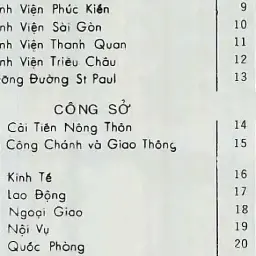 nh Viện Phúc Kiến 9
nh Viện Sài Gòn 10
nh Viện Thanh Quan 11
nh Viện Triều Châu 12
ỡng Đường St Paul 13
CÔNG SỞ
Cải Tiến Nông Thôn 14
Công Chánh và Giao Thông 15
Kinh Tế 16
Lao Động 17
Ngoại Giao 18
Nội Vụ 19
Quốc Phòng 20